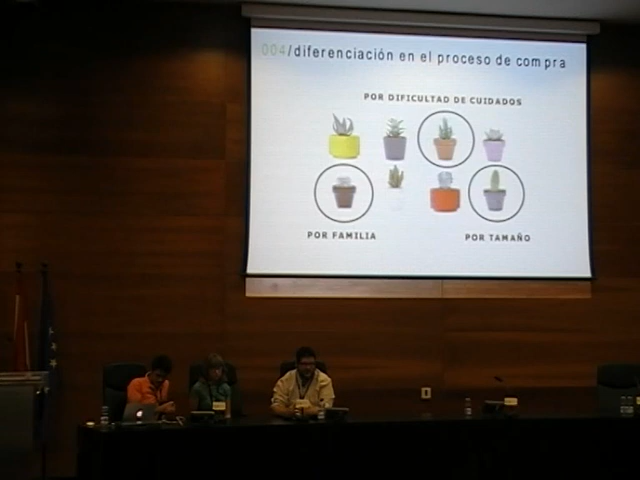 004/diferenciación en el proceso de compra
POR DIFICULTAD DE CUIDADOS
POR FAMILIA
POR TAMAÑO